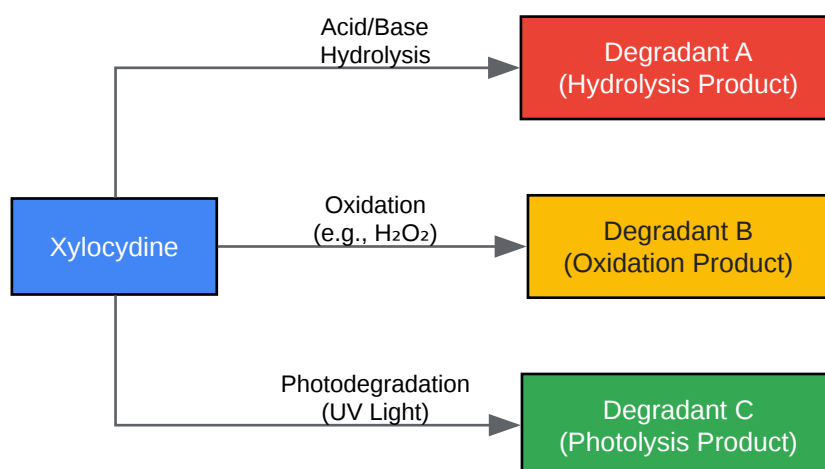 Acid/Base
Hydrolysis
Degradant A
(Hydrolysis Product)
Xylocydine
Oxidation
(e.g., H₂O₂)
Degradant B
(Oxidation Product)
Photodegradation
(UV Light)
Degradant C
(Photolysis Product)